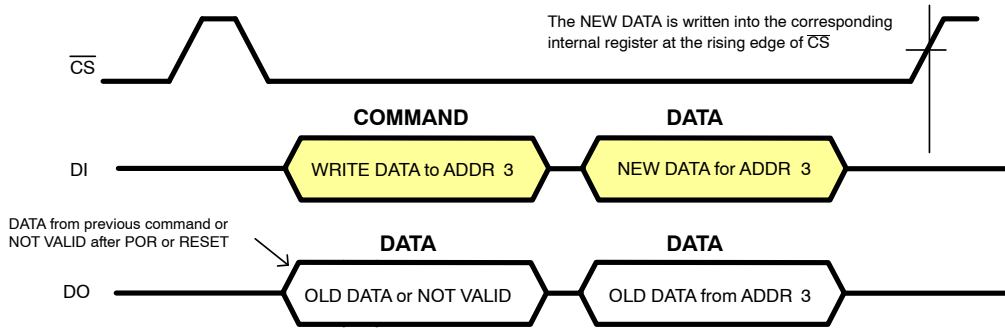 The NEW DATA is written into the corresponding
internal register at the rising edge of CS
CS
COMMAND
DATA
DI
WRITE DATA to ADDR 3
NEW DATA for ADDR 3
DATA from previous command or
NOT VALID after POR or RESET
DATA
DATA
DO
OLD DATA or NOT VALID
OLD DATA from ADDR 3